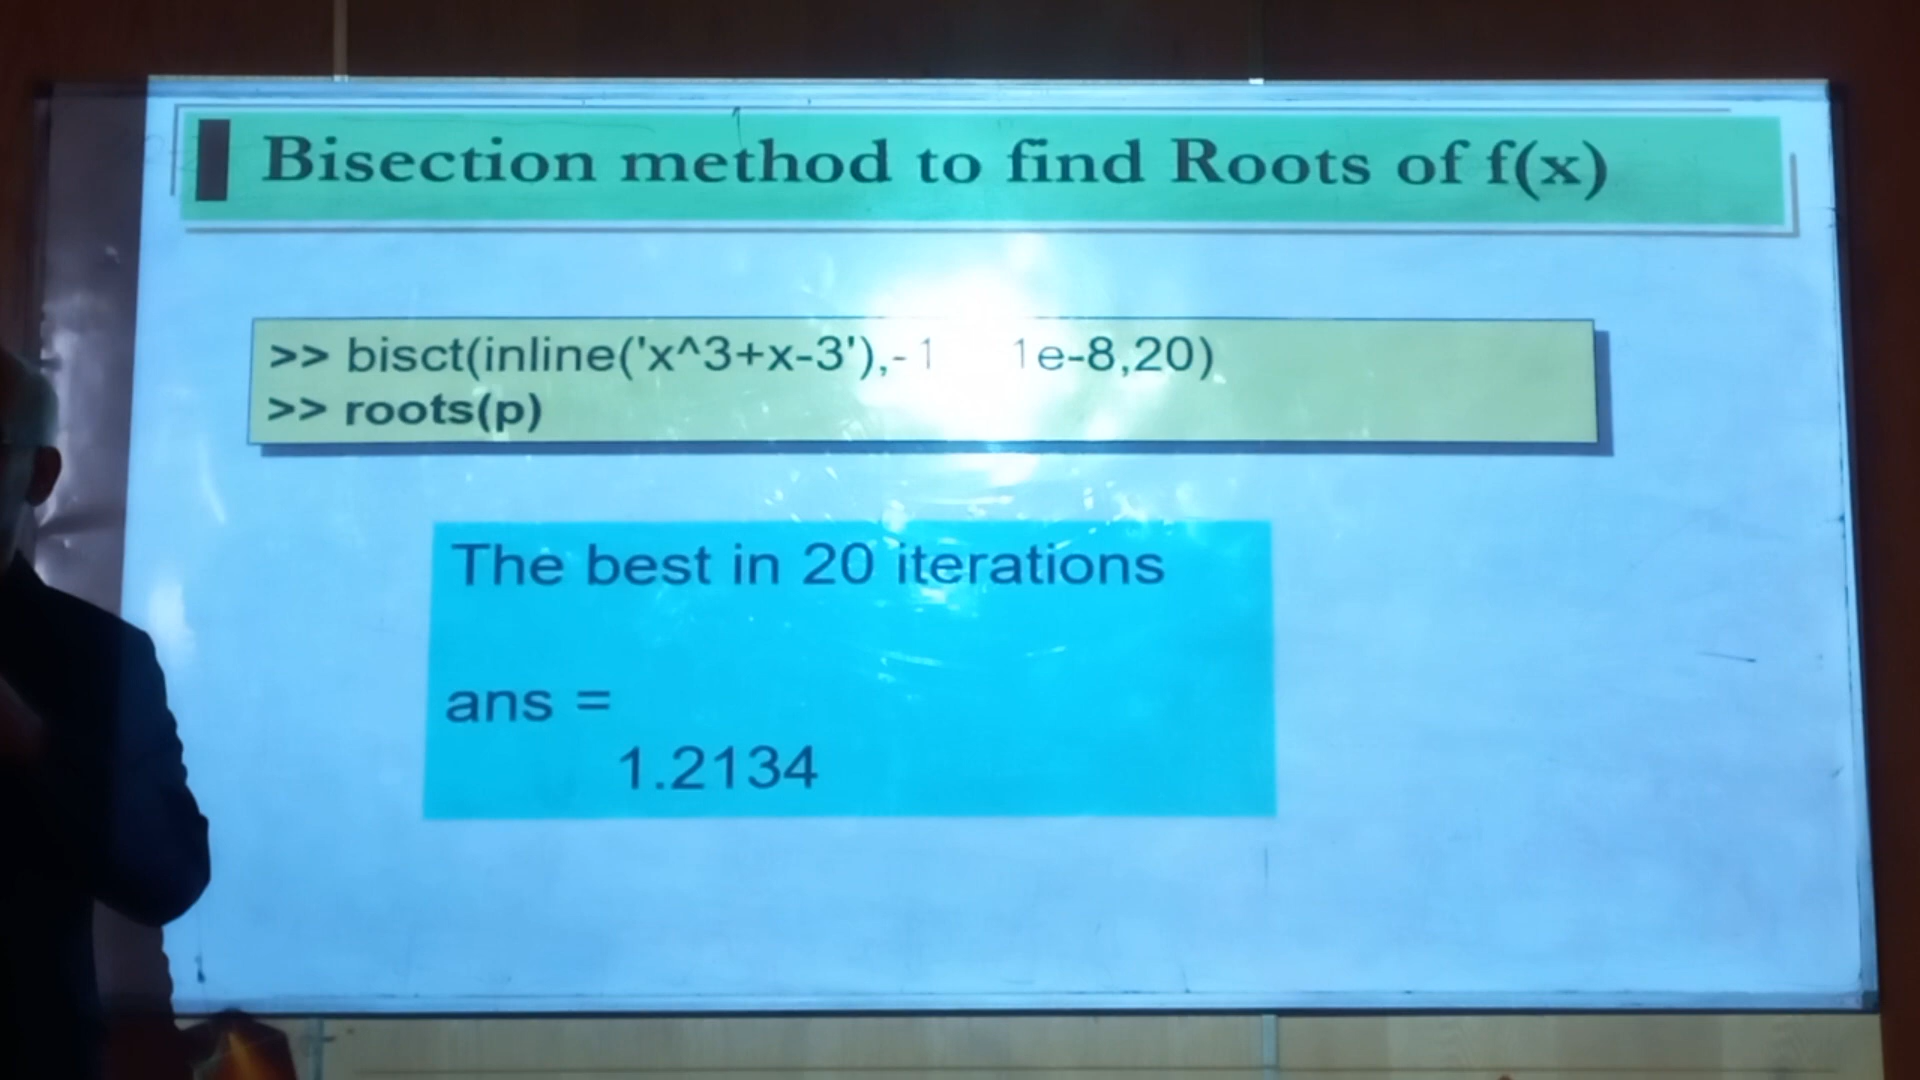 Bisection method to find Roots of f(x)
>> bisct(inline('x^3+x-3'),-1 1e-8,20)
>> roots(p)
The best in 20 iterations
ans =
1.2134